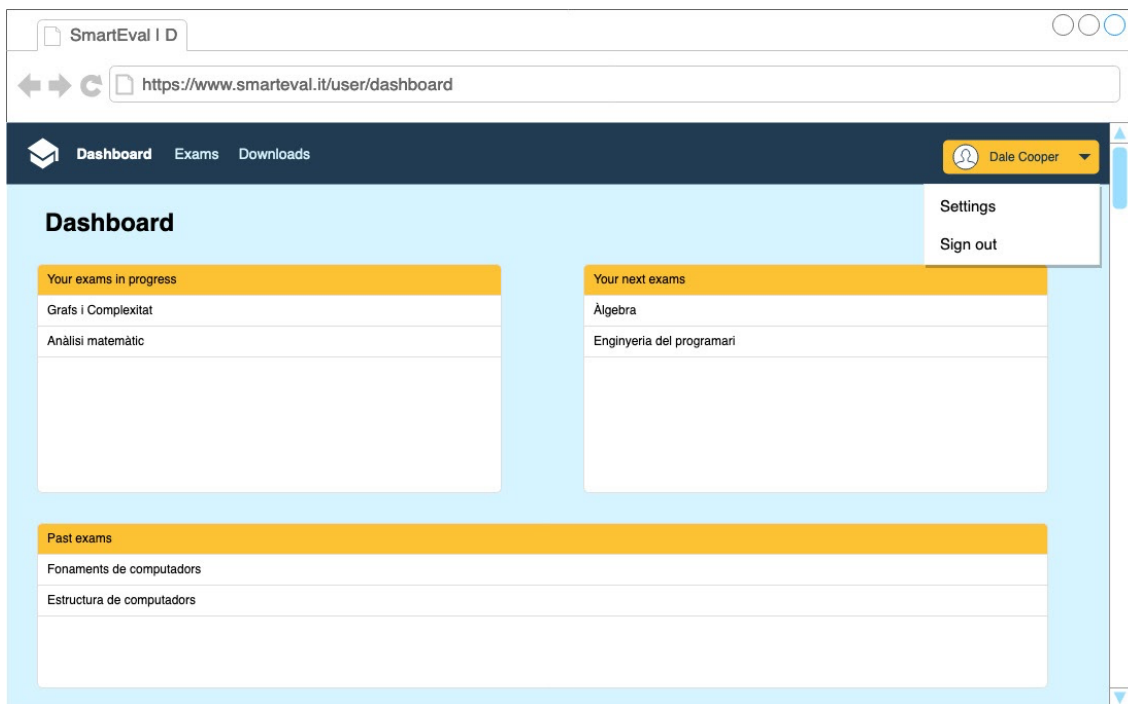 SmartEval I D
https://www.smarteval.it/user/dashboard
Dashboard Exams Downloads Dale Cooper
Settings
Sign out
Dashboard
Your exams in progress
Grafs i Complexitat
Anàlisi matemàtic
Your next exams
Àlgebra
Enginyeria del programari
Past exams
Fonaments de computadors
Estructura de computadors